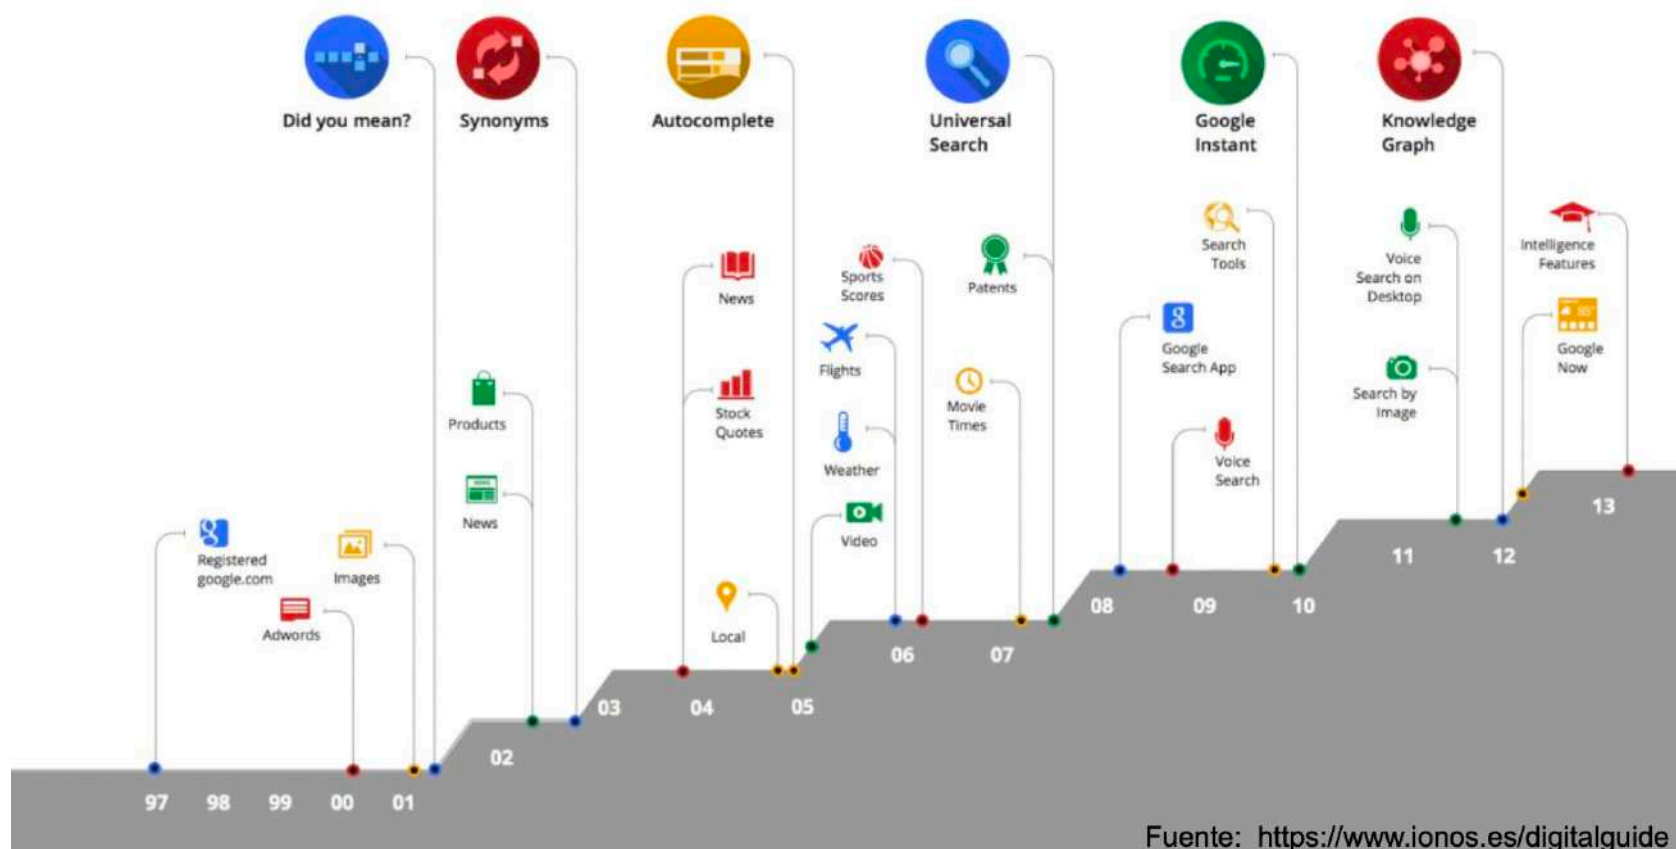 Did you mean?
Synonyms
Autocomplete
Universal
Search
Google
Instant
Knowledge
Graph
Registered
google.com
Adwords
Images
Products
News
News
Stock
Quotes
Local
Sports
Scores
Flights
Weather
Video
Patents
Movie
Times
Search
Tools
Google
Search App
Voice
Search
Voice
Search on
Desktop
Search by
Image
Intelligence
Features
Google
Now
97
98
99
00
01
02
03
04
05
06
07
08
09
10
11
12
13
Fuente: https://www.ionos.es/digitalguide